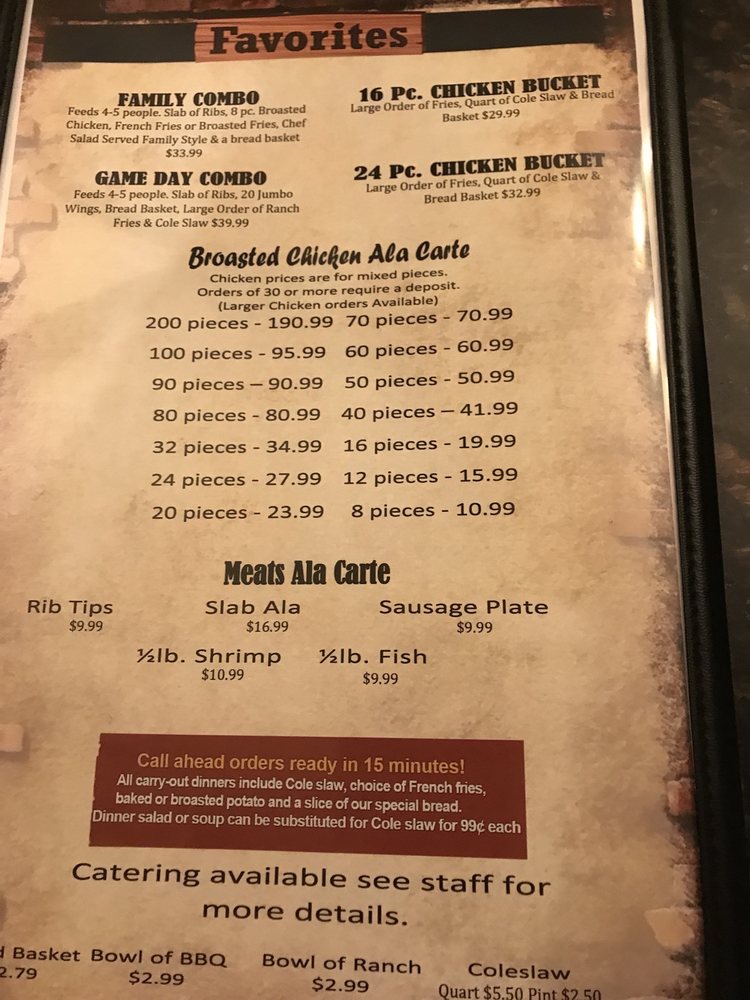 Favorites
FAMILY COMBO
Feeds 4-5 people. Slab of Ribs, 8 pc. Broasted
Chicken, French Fries or Broasted Fries, Chef
Salad Served Family Style & a bread basket
$33.99
GAME DAY COMBO
Feeds 4-5 people. Slab of Ribs, 20 Jumbo
Wings, Bread Basket, Large Order of Ranch
Fries & Cole Slaw $39.99
16 Pc. CHICKEN BUCKET
Large Order of Fries, Quart of Cole Slaw & Bread
Basket $29.99
24 Pc. CHICKEN BUCKET
Large Order of Fries, Quart of Cole Slaw &
Bread Basket $32.99
Broasted Chicken Ala Carte
Chicken prices are for mixed pieces.
Orders of 30 or more require a deposit.
(Larger Chicken orders Available)
200 pieces - 190.99 70 pieces - 70.99
100 pieces - 95.99 60 pieces - 60.99
90 pieces – 90.99 50 pieces - 50.99
80 pieces - 80.99 40 pieces – 41.99
32 pieces - 34.99 16 pieces - 19.99
24 pieces - 27.99 12 pieces - 15.99
20 pieces - 23.99 8 pieces - 10.99
Meats Ala Carte
Rib Tips Slab Ala Sausage Plate
$9.99 $16.99 $9.99
½lb. Shrimp ½lb. Fish
$10.99 $9.99
Call ahead orders ready in 15 minutes!
All carry-out dinners include Cole slaw, choice of French fries,
baked or broasted potato and a slice of our special bread.
Dinner salad or soup can be substituted for Cole slaw for 99¢ each
Catering available see staff for
more details.
Basket Bowl of BBQ Bowl of Ranch Coleslaw
2.79 $2.99 $2.99 Quart $5.50 Pint $2.50